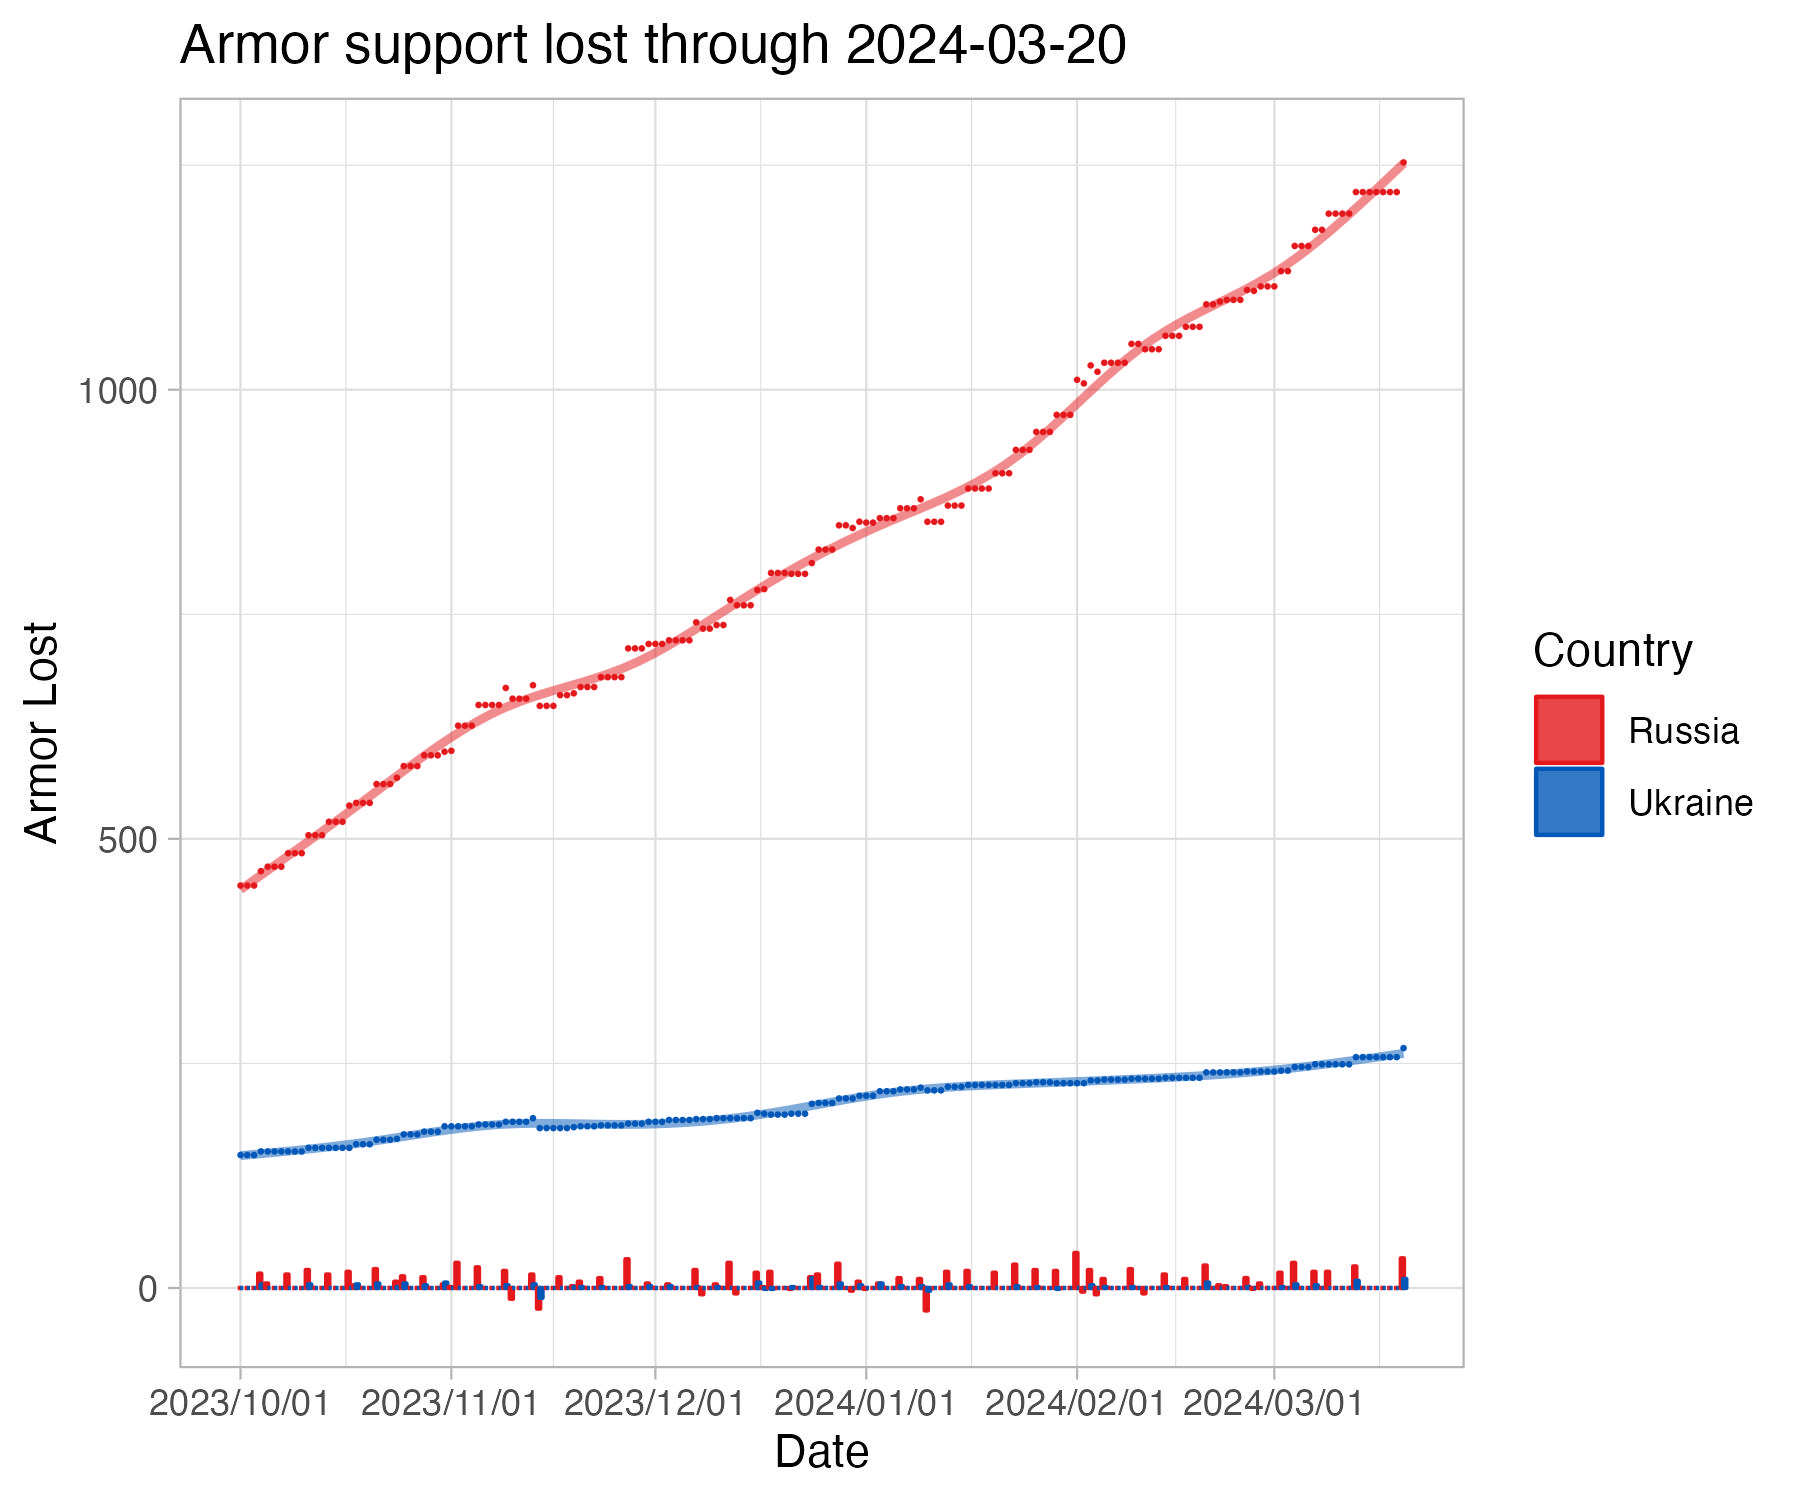 Armor support lost through 2024-03-20
Armor Lost
1000
500
0
2023/10/01
2023/11/01
2023/12/01
2024/01/01
2024/02/01
2024/03/01
Date
Country
Russia
Ukraine